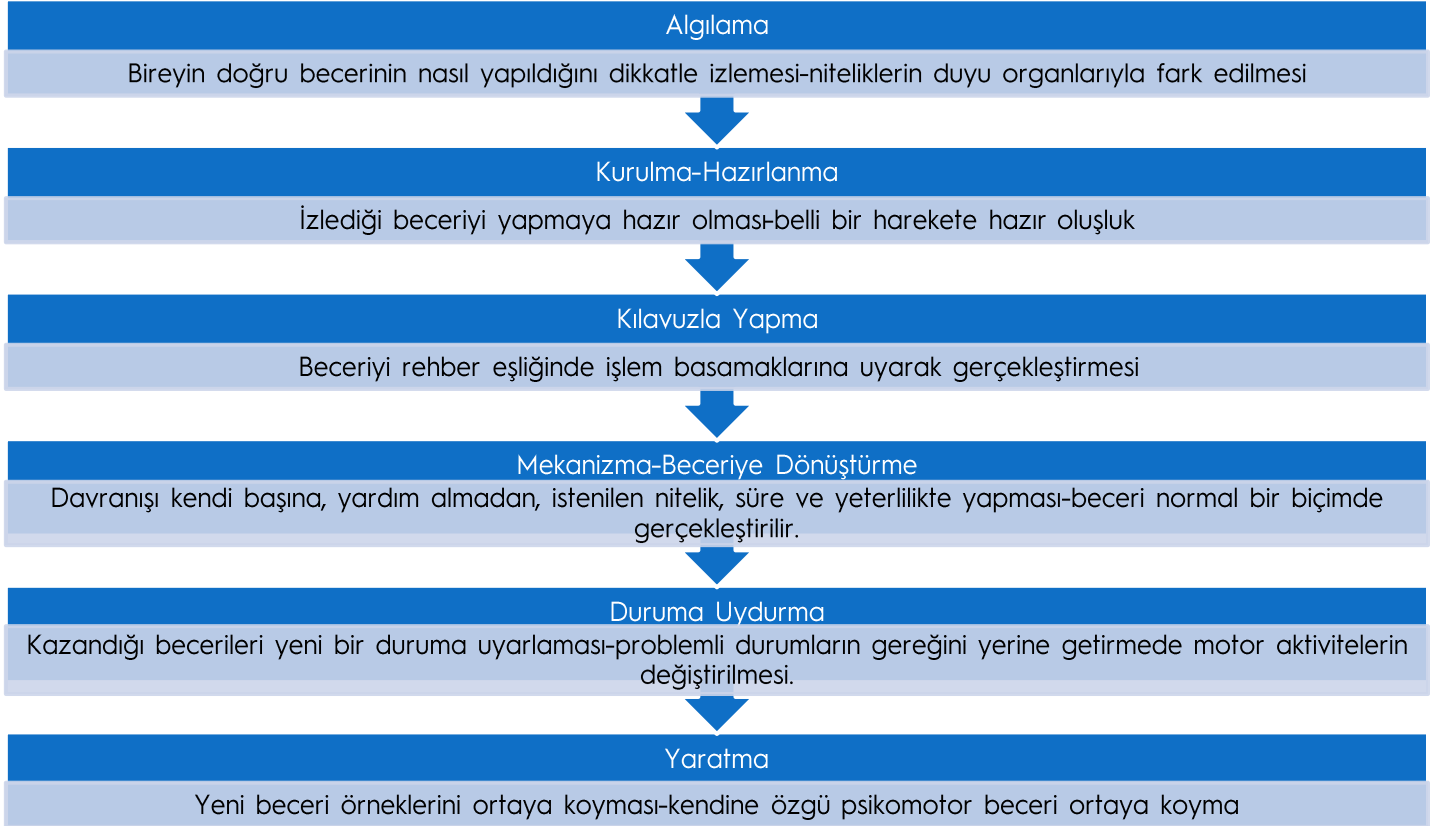 Algılama
Bireyin doğru becerinin nasıl yapıldığını dikkatle izlemesi-niteliklerin duyu organlarıyla fark edilmesi
Kurulma-Hazırlanma
İzlediği beceriyi yapmaya hazır olması-belli bir harekete hazır oluşluk
Kılavuzla Yapma
Beceriyi rehber eşliğinde işlem basamaklarına uyarak gerçekleştirmesi
Mekanizma-Beceriye Dönüştürme
Davranışı kendi başına, yardım almadan, istenilen nitelik, süre ve yeterlilikte yapması-beceri normal bir biçimde
gerçekleştirilir.
Duruma Uydurma
Kazandığı becerileri yeni bir duruma uyarlaması-problemli durumların gereğini yerine getirmede motor aktivitelerin
değiştirilmesi.
Yaratma
Yeni beceri örneklerini ortaya koyması-kendine özgü psikomotor beceri ortaya koyma